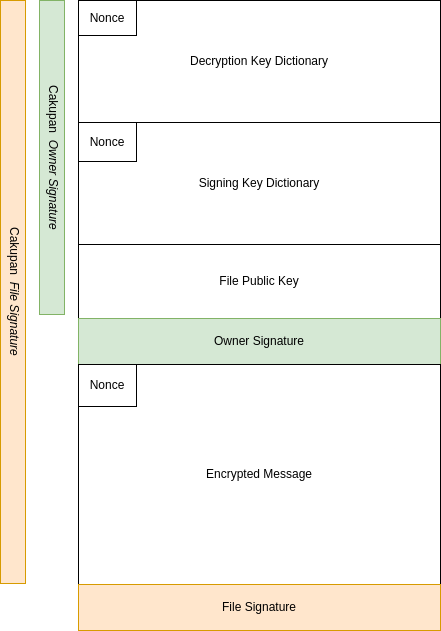 Nonce
Decryption Key Dictionary
Cakupan Owner Signature
Nonce
Signing Key Dictionary
Cakupan File Signature
File Public Key
Owner Signature
Nonce
Encrypted Message
File Signature